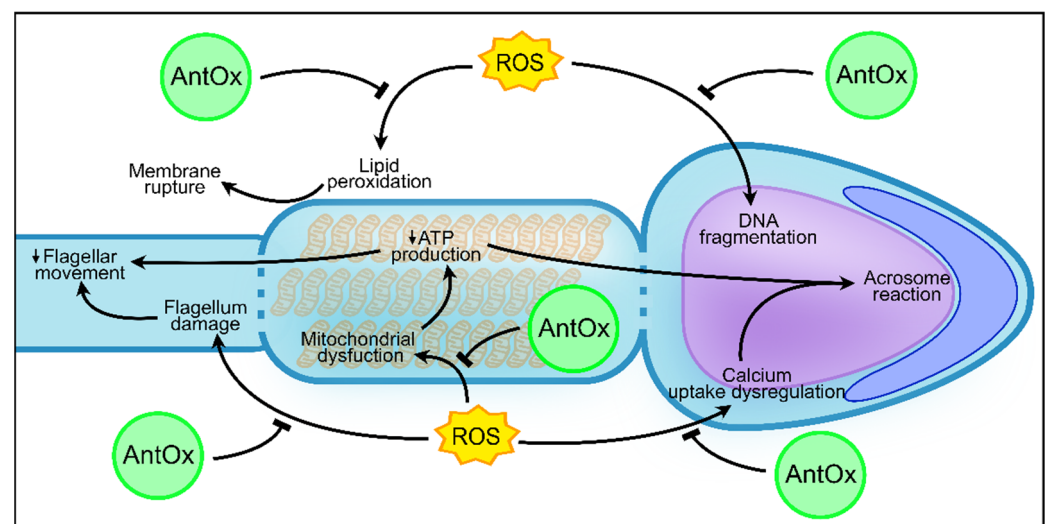 AntOx
ROS
AntOx
Membrane
rupture
Lipid
peroxidation
DNA
fragmentation
↓Flagellar
movement
↓ATP
production
Acrosome
reaction
Flagellum
damage
Mitochondrial
dysfuction
AntOx
Calcium
uptake dysregulation
AntOx
ROS
AntOx